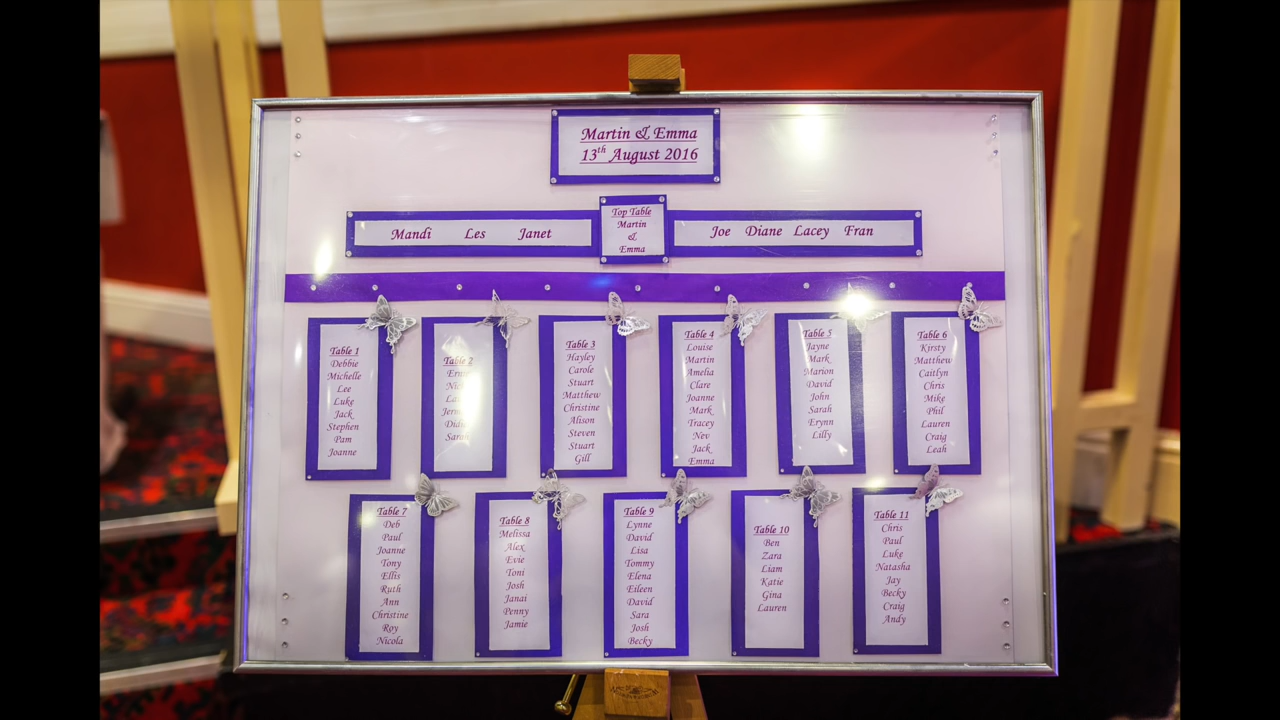 Martin & Emma
13th August 2016
Mandi Les Janet
Top Table
Martin
&
Emma
Joe Diane Lacey Fran
Table 1
Debbie
Michelle
Lee
Luke
Jack
Stephen
Pam
Joanne
Table 2
Table 3
Hayley
Carole
Stuart
Matthew
Christine
Alison
Steven
Stuart
Gill
Table 4
Louise
Martin
Amelia
Clare
Joanne
Mark
Tracey
Nev
Jack
Emma
Table 5
Jayne
Mark
Marion
David
John
Sarah
Erynn
Lilly
Table 6
Kirsty
Matthew
Caitlyn
Chris
Mike
Phil
Lauren
Craig
Leah
Table 7
Deb
Paul
Joanne
Tony
Ellis
Ruth
Ann
Christine
Roy
Nicola
Table 8
Melissa
Alex
Evie
Toni
Josh
Janai
Penny
Jamie
Table 9
Lynne
David
Lisa
Tommy
Elena
Eileen
David
Sara
Josh
Becky
Table 10
Ben
Zara
Liam
Katie
Gina
Lauren
Table 11
Chris
Paul
Luke
Natasha
Jay
Becky
Craig
Andy